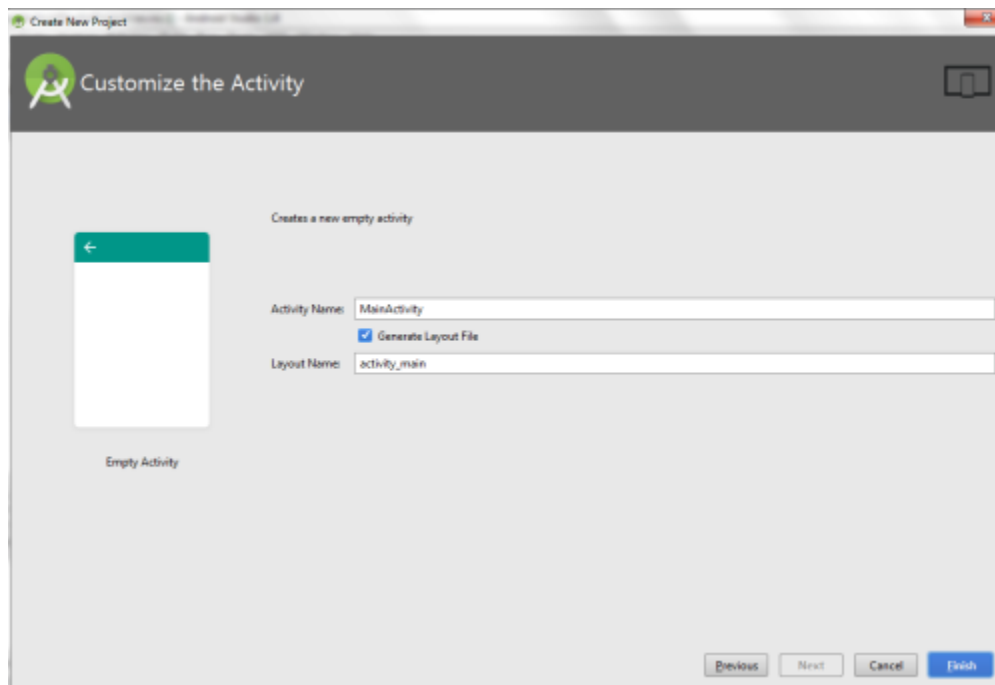 Create New Project
Customize the Activity
Creates a new empty activity
Activity Name: MainActivity
Generate Layout File
Layout Name: activity_main
Empty Activity
Previous Next Cancel Finish